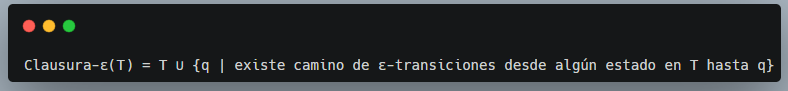 Clausura-ε(T) = T ∪ {q | existe camino de ε-transiciones desde algún estado en T hasta q}